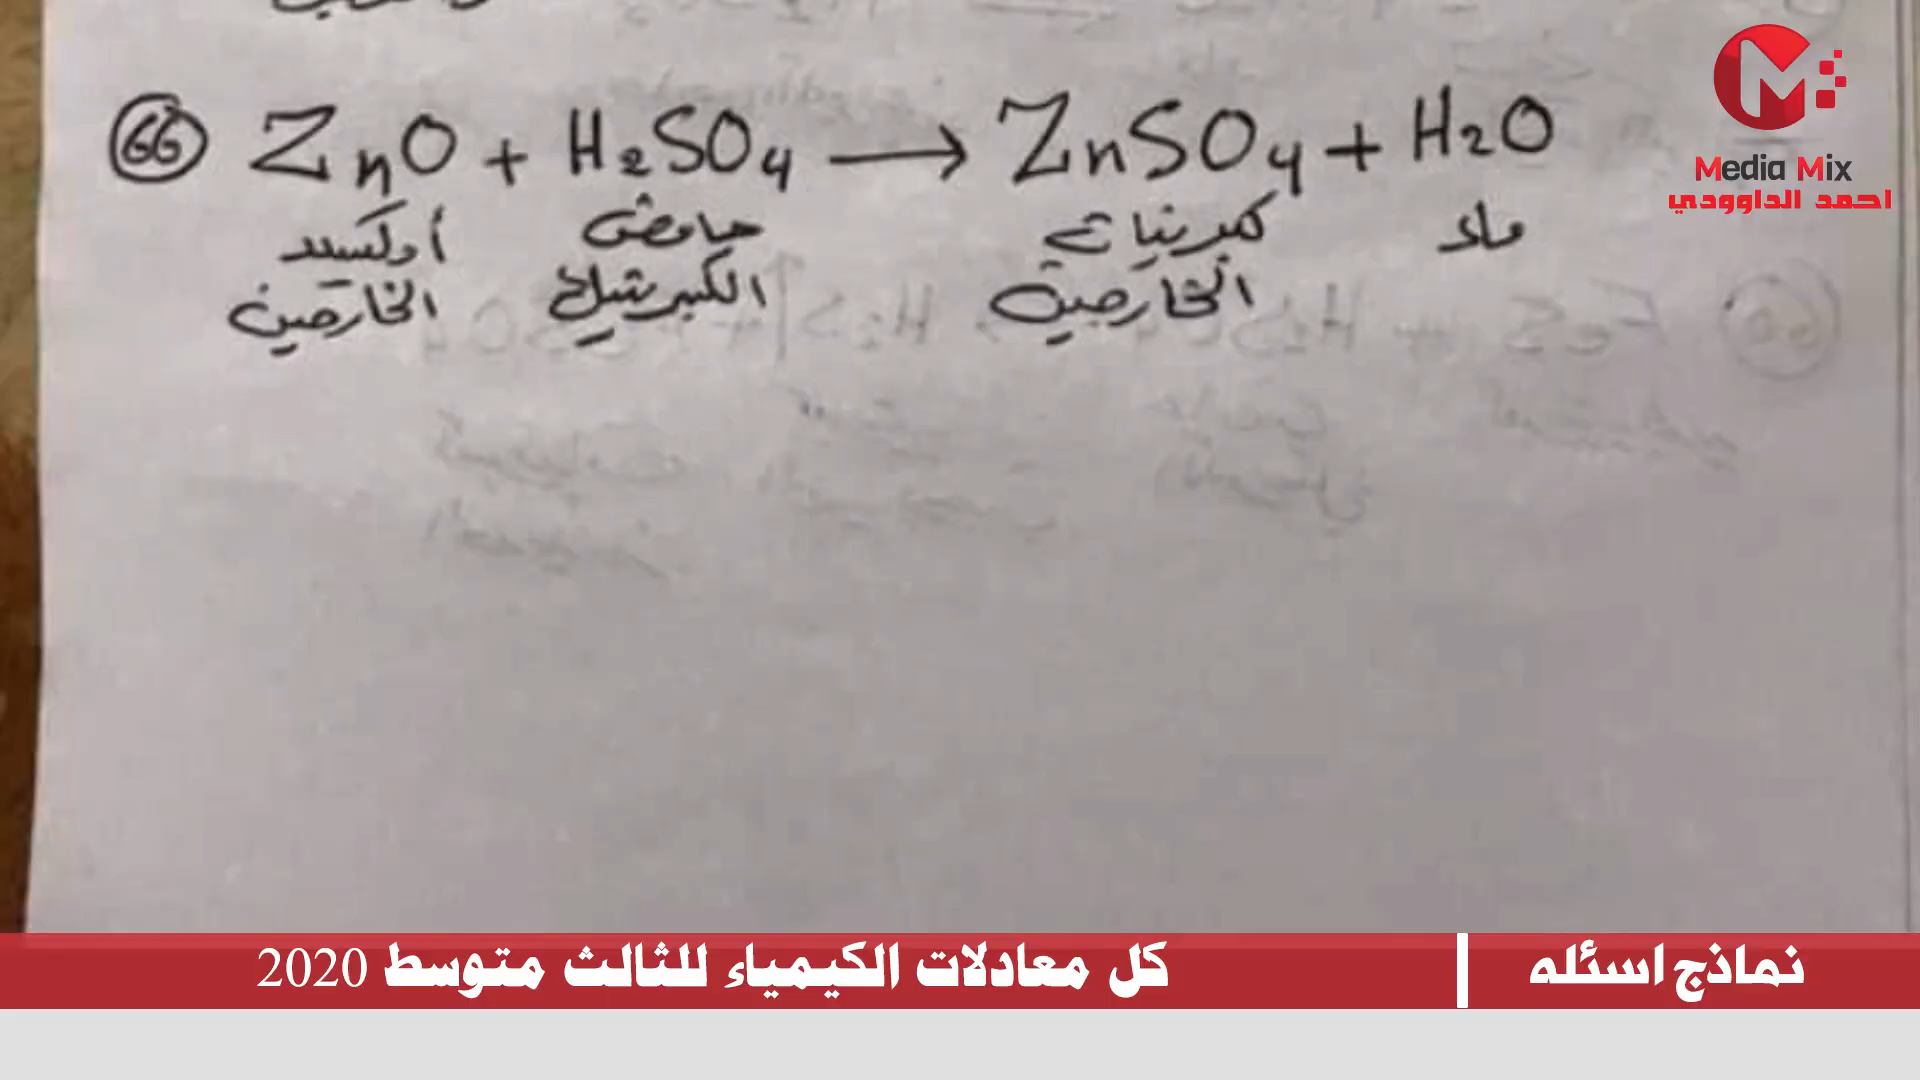 66 ZnO + H2SO4 → ZnSO4 + H2O
أوكسيد الخارصين
حامض الكبريتيك
كبريتات الخارصين
ماء
Media Mix
احمد الداوودي
نماذج اسئله
كل معادلات الكيمياء للثالث متوسط 2020